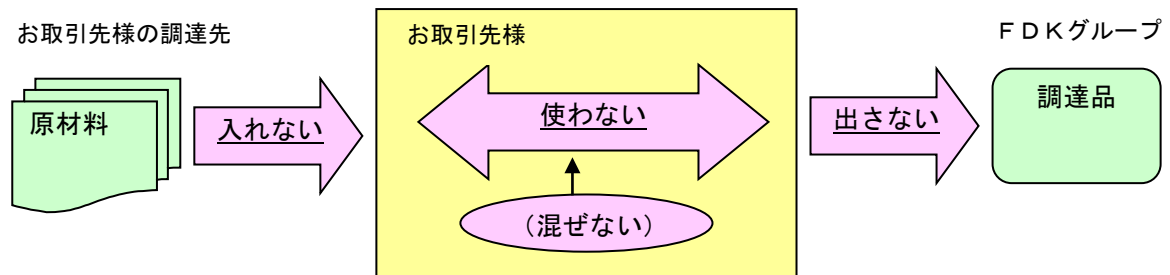 お取引先様の調達先
お取引先様
ＦＤＫグループ
原材料
入れない
使わない
出さない
調達品
（混ぜない）